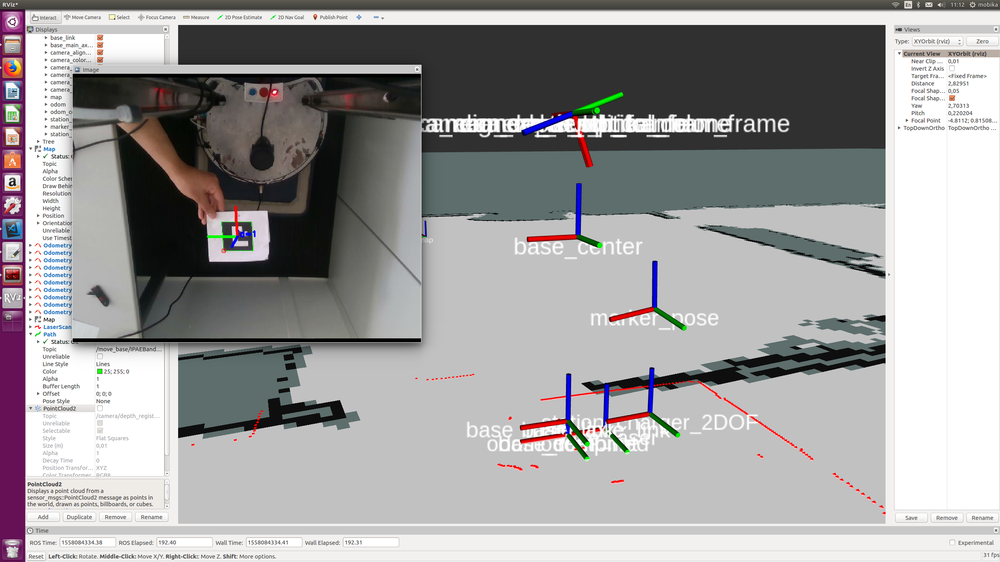 RViz*
En
11:12
mobika
Interact
Move Camera
Select
Focus Camera
Measure
2D Pose Estimate
2D Nav Goal
Publish Point
Displays
base_link
base_main_ax...
camera_align...
camera_color...
camera_
camera_
camera_
camera_
map
odom
odom_c
station_
marker_
station_
Tree
Map
Status:
Topic
Alpha
Color Scher
Draw Behin
Resolution
Width
Height
Position
Orientation
Unreliable
Use Timest
Odometry
Odometry
Odometry
Odometry
Odometry
Odometry
Odometry
Odometry
Odometry
Odometry
Map
LaserScan
Path
Status: OK
Topic /move_base/IPAEBand...
Unreliable
Line Style Lines
Color 25; 255; 0
Alpha 1
Buffer Length 1
Offset 0; 0; 0
Pose Style None
PointCloud2
Topic /camera/depth_regist...
Unreliable
Selectable
Style Flat Squares
Size (m) 0,01
Alpha 1
Decay Time 0
Position Transfor... XYZ
Color Transformer RGB8
PointCloud2
Displays a point cloud from a
sensor_msgs::PointCloud2 message as points in
the world, drawn as points, billboards, or cubes.
Add
Duplicate
Remove
Rename
Image
map
base_center
marker_pose
station_charger_2DOF
Views
Type: XYOrbit (rviz) Zero
Current View XYOrbit (rviz)
Near Clip ... 0,01
Invert Z Axis
Target Fra... <Fixed Frame>
Distance 2,82951
Focal Shap... 0,05
Focal Shap...
Yaw 2,70313
Pitch 0,220204
Focal Point -4.8112; 0.81508...
TopDownOrtho TopDownOrtho ...
Save
Remove
Rename
Time
ROS Time: 1558084334.38 ROS Elapsed: 192.40 Wall Time: 1558084334.41 Wall Elapsed: 192.31
Experimental
Reset
Left-Click: Rotate. Middle-Click: Move X/Y. Right-Click:: Move Z. Shift: More options.
31 fps